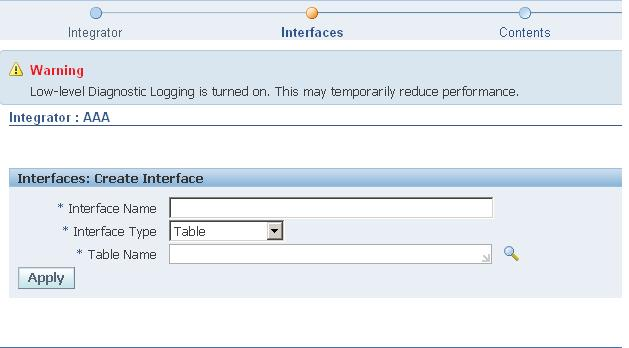 Integrator Interfaces Contents
Warning
Low-level Diagnostic Logging is turned on. This may temporarily reduce performance.
Integrator : AAA
Interfaces: Create Interface
* Interface Name
* Interface Type Table
* Table Name
Apply